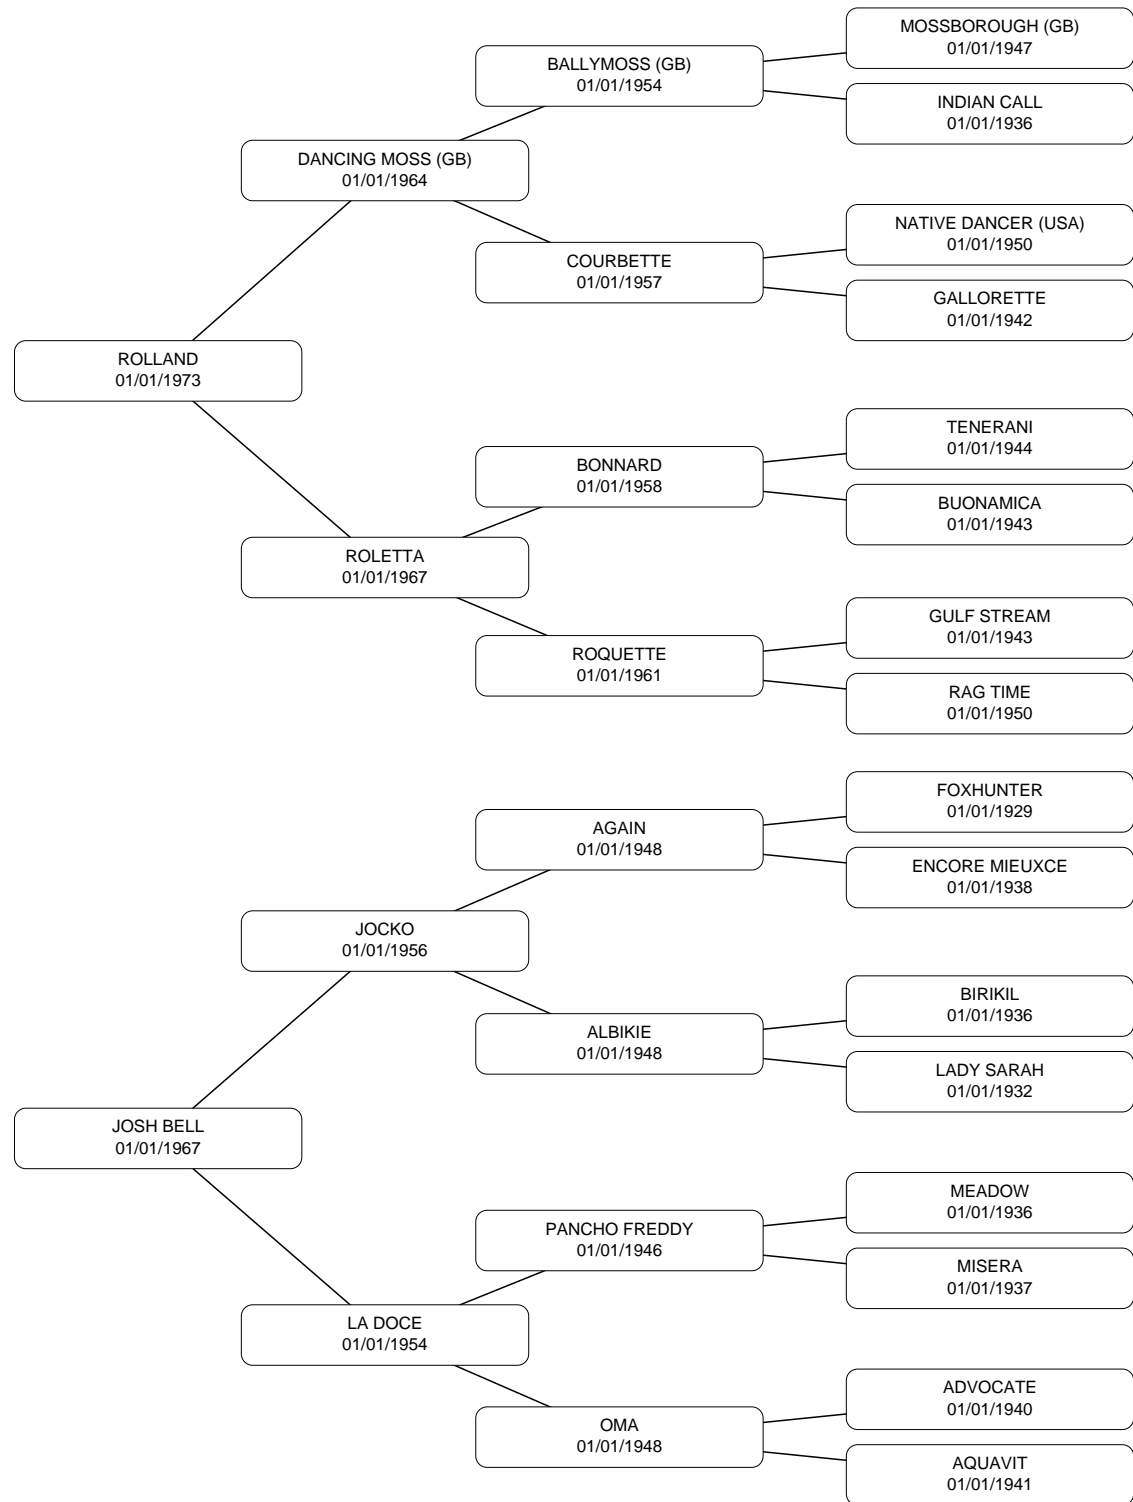 MOSSBOROUGH (GB)
01/01/1947
BALLYMOSS (GB)
01/01/1954
INDIAN CALL
01/01/1936
DANCING MOSS (GB)
01/01/1964
NATIVE DANCER (USA)
01/01/1950
COURBETTE
01/01/1957
GALLORETTE
01/01/1942
ROLLAND
01/01/1973
TENERANI
01/01/1944
BONNARD
01/01/1958
BUONAMICA
01/01/1943
ROLETTA
01/01/1967
GULF STREAM
01/01/1943
ROQUETTE
01/01/1961
RAG TIME
01/01/1950
FOXHUNTER
01/01/1929
AGAIN
01/01/1948
ENCORE MIEUXCE
01/01/1938
JOCKO
01/01/1956
BIRIKIL
01/01/1936
ALBIKIE
01/01/1948
LADY SARAH
01/01/1932
JOSH BELL
01/01/1967
MEADOW
01/01/1936
PANCHO FREDDY
01/01/1946
MISERA
01/01/1937
LA DOCE
01/01/1954
ADVOCATE
01/01/1940
OMA
01/01/1948
AQUAVIT
01/01/1941